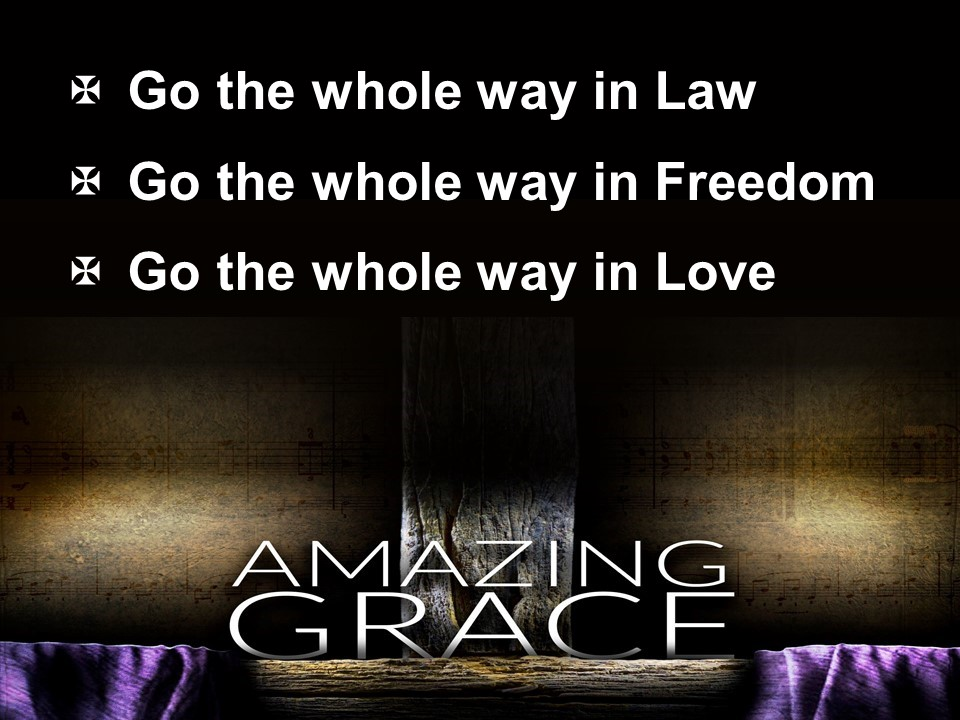 ✠ Go the whole way in Law
✠ Go the whole way in Freedom
✠ Go the whole way in Love
AMAZING
GRACE